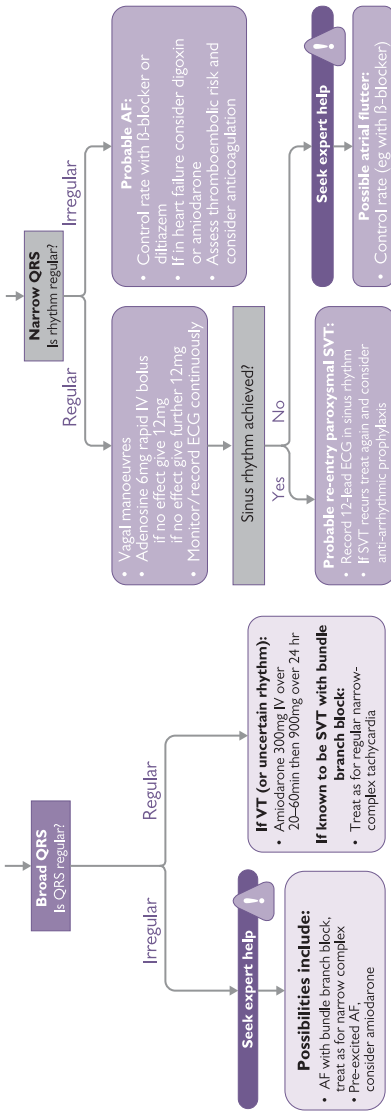 Broad QRS
Is QRS regular?
Irregular
Regular
Seek expert help
!
Possibilities include:
• AF with bundle branch block,
treat as for narrow complex
• Pre-excited AF,
consider amiodarone
If VT (or uncertain rhythm):
• Amiodarone 300mg IV over
20–60min then 900mg over 24 hr
If known to be SVT with bundle
branch block:
• Treat as for regular narrow-
complex tachycardia
Narrow QRS
Is rhythm regular?
Regular
Irregular
• Vagal manoeuvres
• Adenosine 6mg rapid IV bolus
if no effect give 12mg
if no effect give further 12mg
• Monitor/record ECG continuously
Probable AF:
• Control rate with ß-blocker or
diltiazem
• If in heart failure consider digoxin
or amiodarone
• Assess thromboembolic risk and
consider anticoagulation
Sinus rhythm achieved?
Yes
No
Probable re-entry paroxysmal SVT:
• Record 12-lead ECG in sinus rhythm
• If SVT recurs treat again and consider
anti-arrhythmic prophylaxis
Seek expert help
!
Possible atrial flutter:
• Control rate (eg with ß-blocker)